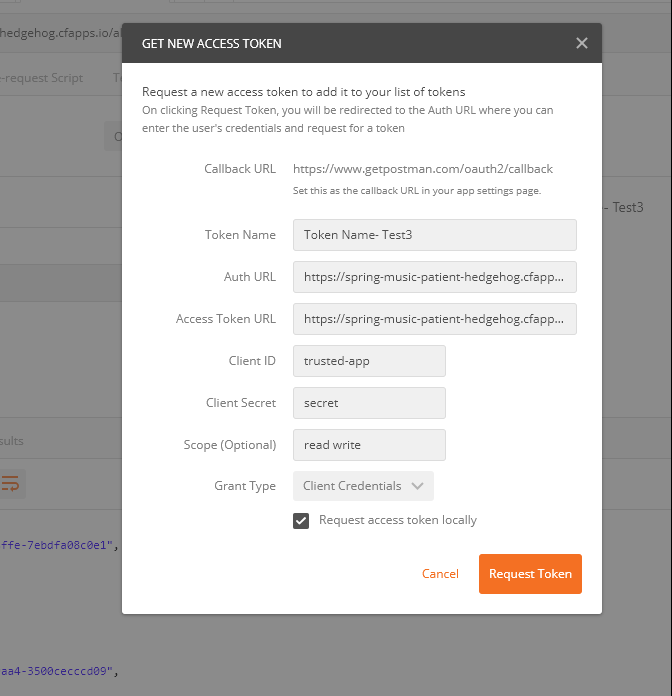 hedgehog.cfapps.io/al
GET NEW ACCESS TOKEN
-request Script
Request a new access token to add it to your list of tokens
On clicking Request Token, you will be redirected to the Auth URL where you can
enter the user's credentials and request for a token
Callback URL https://www.getpostman.com/oauth2/callback
Set this as the callback URL in your app settings page.
- Test3
Token Name Token Name- Test3
Auth URL https://spring-music-patient-hedgehog.cfapp...
Access Token URL https://spring-music-patient-hedgehog.cfapp...
Client ID trusted-app
Client Secret secret
sults
Scope (Optional) read write
Grant Type Client Credentials
Request access token locally
ffe-7ebdfa08c0e1",
Cancel Request Token
aa4-3500cecccd09",